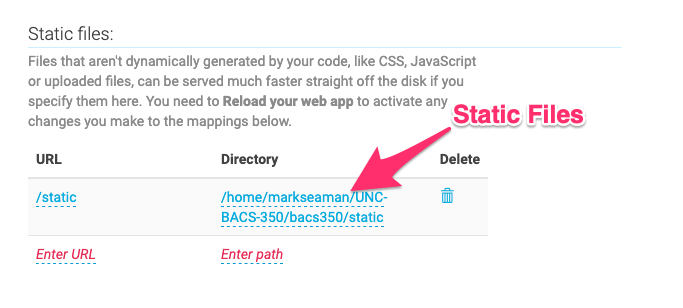 Static files:
Files that aren't dynamically generated by your code, like CSS, JavaScript
or uploaded files, can be served much faster straight off the disk if you
specify them here. You need to Reload your web app to activate any
changes you make to the mappings below.
Static Files
URL Directory Delete
/static /home/markseaman/UNC-
BACS-350/bacs350/static
Enter URL Enter path